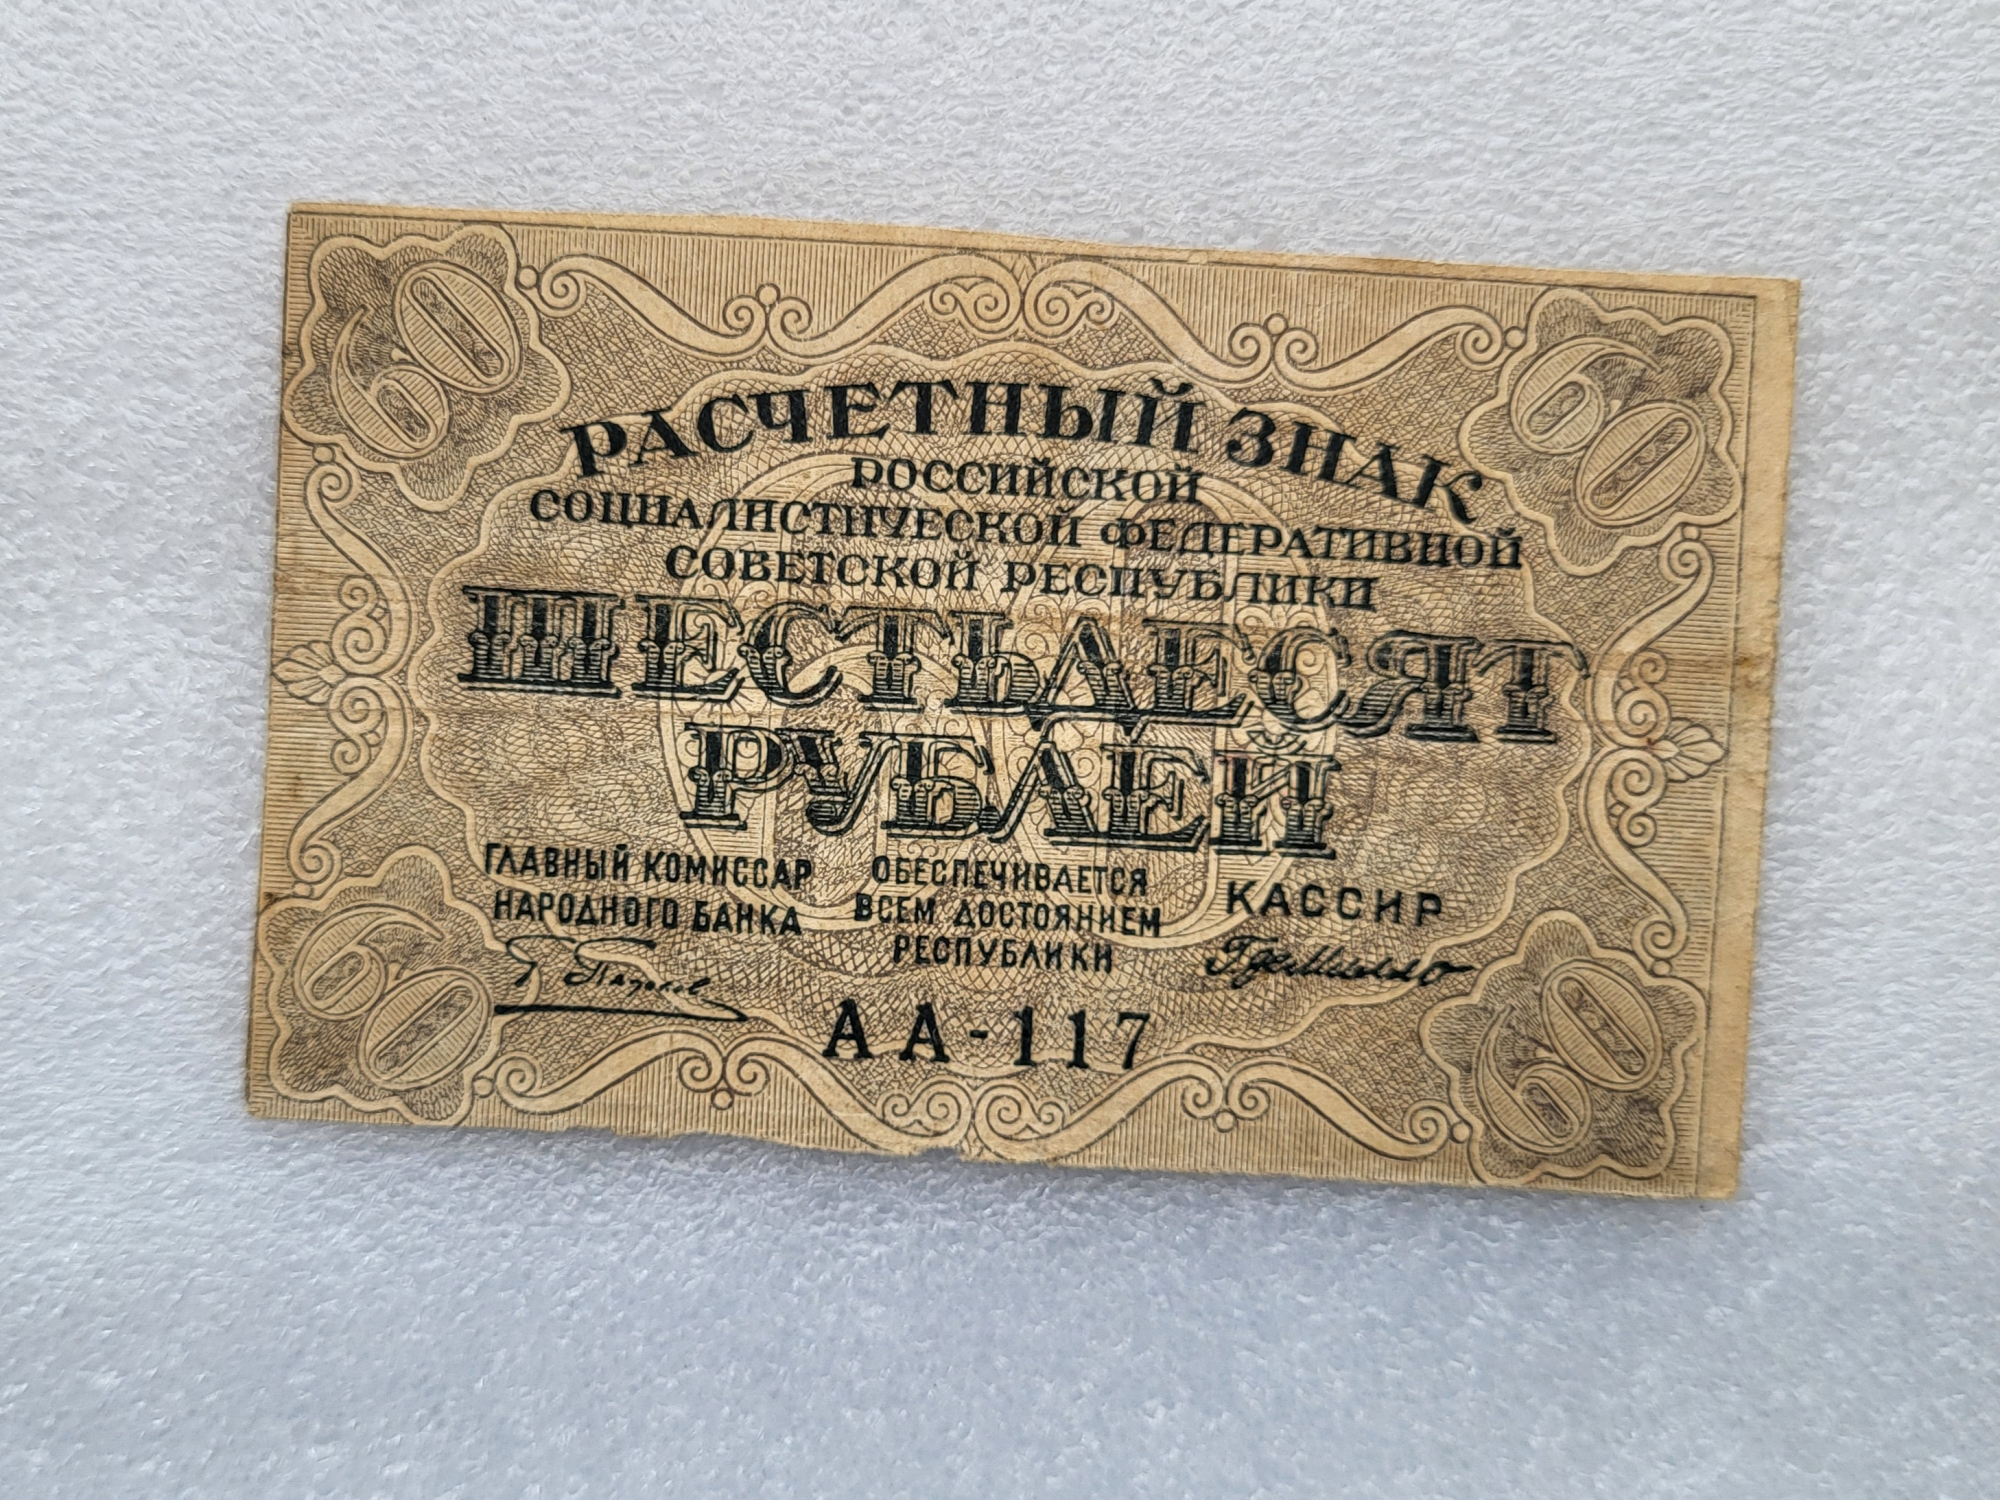 60
60
РАСЧЕТНЫЙ ЗНАК
РОССИЙСКОЙ
СОЦИАЛИСТИЧЕСКОЙ ФЕДЕРАТИВНОЙ
СОВЕТСКОЙ РЕСПУБЛИКИ
ШЕСТЬДЕСЯТ
РУБЛЕЙ
60
ГЛАВНЫЙ КОМИССАР
НАРОДНОГО БАНКА
ОБЕСПЕЧИВАЕТСЯ
ВСЕМ ДОСТОЯНИЕМ
РЕСПУБЛИКИ
КАССИР
АА-117
60
60